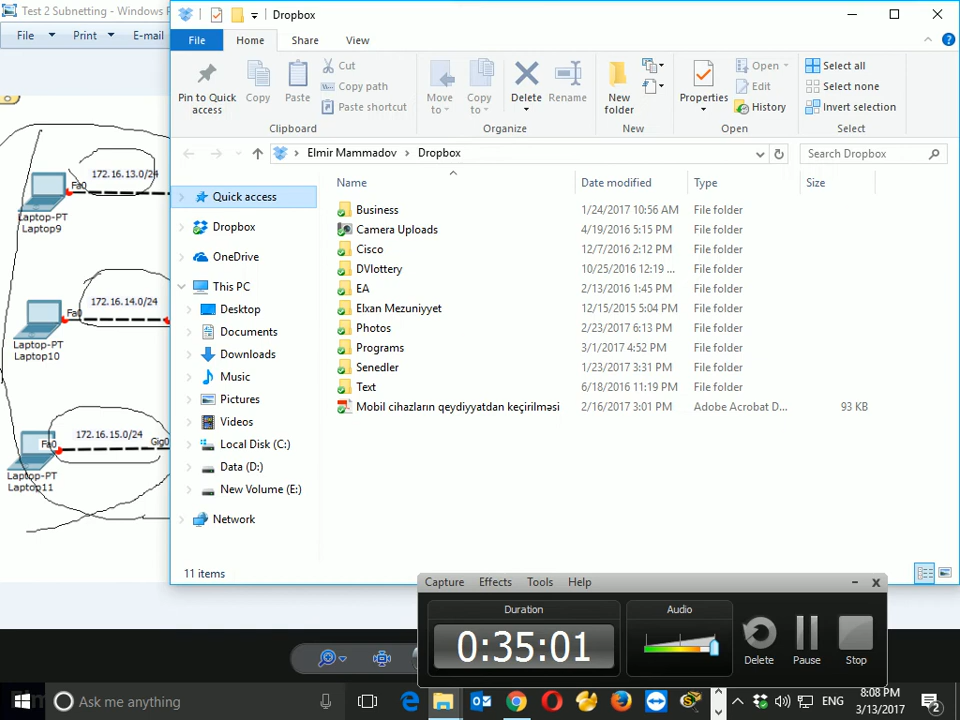 Test 2 Subnetting - Windows
File Print E-mail
172.16.13.0/24
Fa0
Laptop-PT
Laptop9
172.16.14.0/24
Fa0
Laptop-PT
Laptop10
172.16.15.0/24
Fa0
Gig0
Laptop-PT
Laptop11
Dropbox
File Home Share View
Pin to Quick access
Copy
Paste
Cut
Copy path
Paste shortcut
Clipboard
Move to
Copy to
Delete
Rename
Organize
New folder
New
Properties
Open
Edit
History
Open
Select all
Select none
Invert selection
Select
Elmir Mammadov Dropbox
Search Dropbox
Quick access
Dropbox
OneDrive
This PC
Desktop
Documents
Downloads
Music
Pictures
Videos
Local Disk (C:)
Data (D:)
New Volume (E:)
Network
Name Date modified Type Size
Business 1/24/2017 10:56 AM File folder
Camera Uploads 4/19/2016 5:15 PM File folder
Cisco 12/7/2016 2:12 PM File folder
DVlottery 10/25/2016 12:19 ... File folder
EA 2/13/2016 1:45 PM File folder
Elxan Mezuniyyet 12/15/2015 5:04 PM File folder
Photos 2/23/2017 6:13 PM File folder
Programs 3/1/2017 4:52 PM File folder
Senedler 1/23/2017 3:31 PM File folder
Text 6/18/2016 11:19 PM File folder
Mobil cihazların qeydiyyatdan keçirilməsi 2/16/2017 3:01 PM Adobe Acrobat D... 93 KB
11 items
Capture Effects Tools Help
Duration
0:35:01
Audio
Delete
Pause
Stop
Ask me anything
ENG
8:08 PM
3/13/2017
2